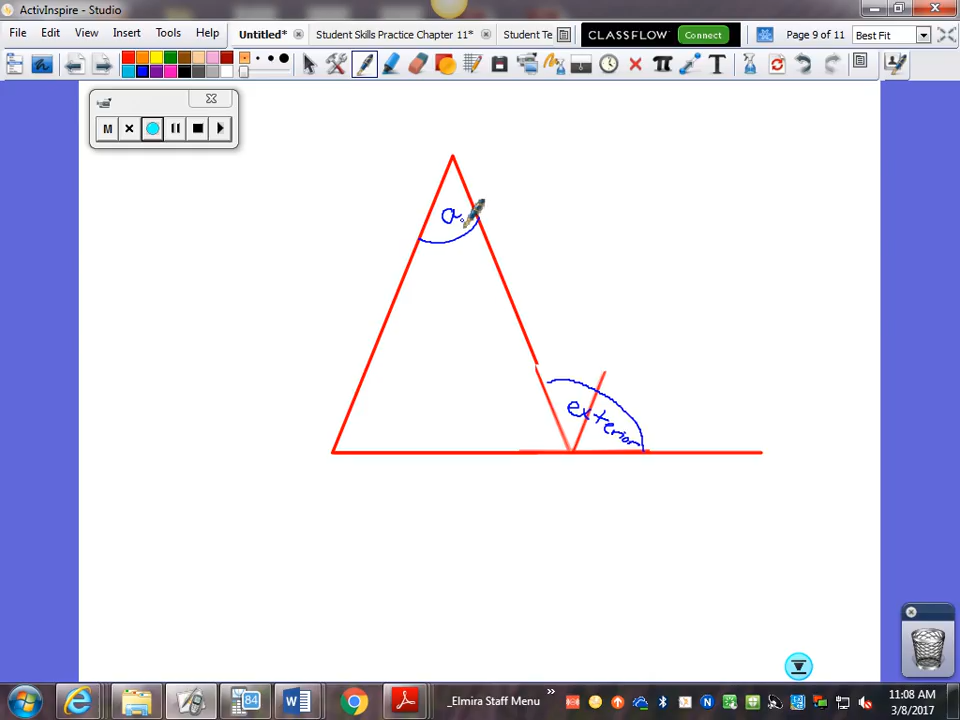 ActivInspire - Studio
File Edit View Insert Tools Help
Untitled* Student Skills Practice Chapter 11* Student Te
CLASSFLOW Connect
Page 9 of 11 Best Fit
M
a
exterior
84
W
_Elmira Staff Menu
11:08 AM
3/8/2017